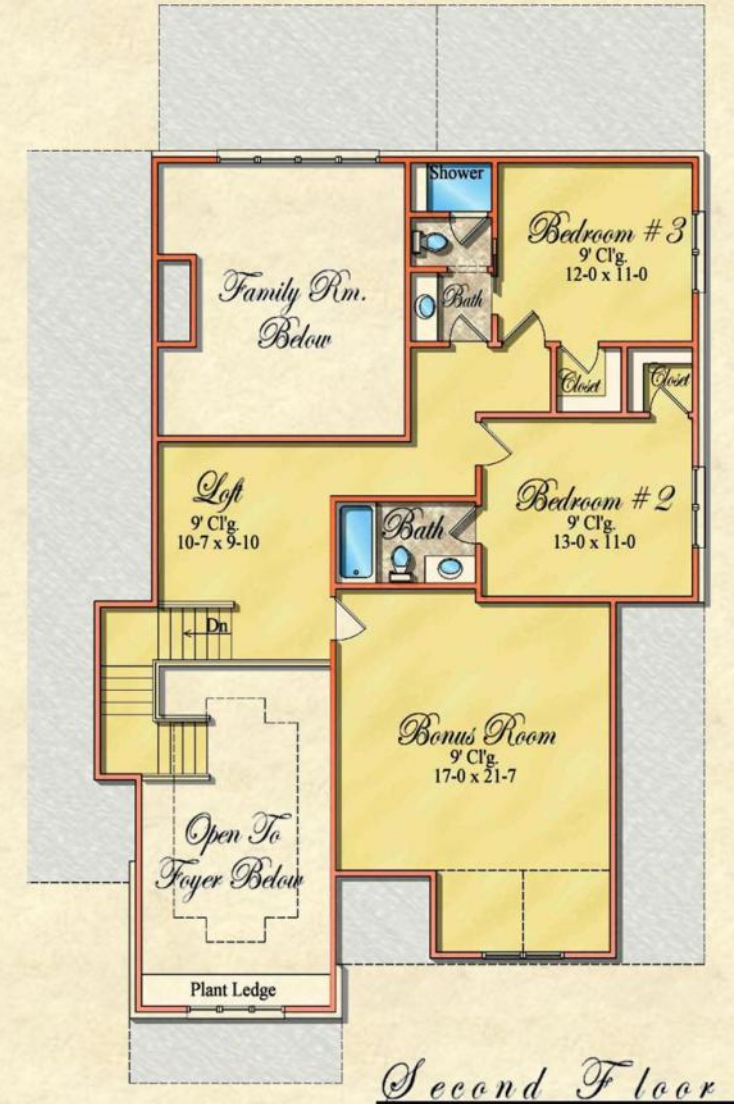 Shower
Bedroom # 3
9' Cl'g.
12-0 x 11-0
Family Rm.
Below
Bath
Closet
Closet
Loft
9' Cl'g.
10-7 x 9-10
Bath
Bedroom # 2
9' Cl'g.
13-0 x 11-0
Dn
Bonus Room
9' Cl'g.
17-0 x 21-7
Open To
Foyer Below
Plant Ledge
Second Floor